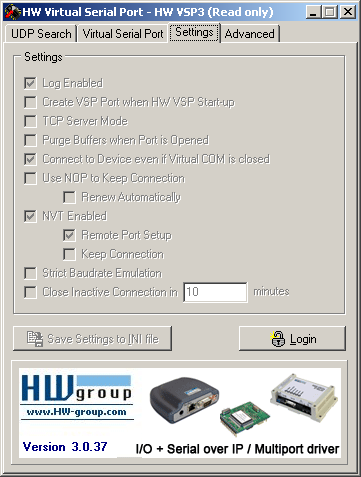 HW Virtual Serial Port - HW VSP3 (Read only)
UDP Search Virtual Serial Port Settings Advanced
Settings
Log Enabled
Create VSP Port when HW VSP Start-up
TCP Server Mode
Purge Buffers when Port is Opened
Connect to Device even if Virtual COM is closed
Use NOP to Keep Connection
Renew Automatically
NVT Enabled
Remote Port Setup
Keep Connection
Strict Baudrate Emulation
Close Inactive Connection in 10 minutes
Save Settings to INI file Login
HW group
www.HW-group.com
Version 3.0.37
I/O + Serial over IP / Multiport driver